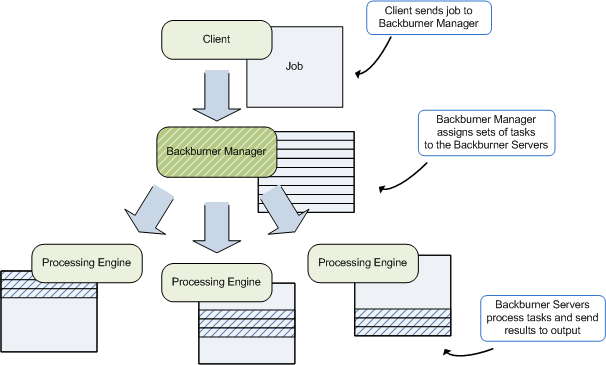 Client
Job
Client sends job to
Backburner Manager
Backburner Manager
Backburner Manager
assigns sets of tasks
to the Backburner Servers
Processing Engine
Processing Engine
Processing Engine
Backburner Servers
process tasks and send
results to output